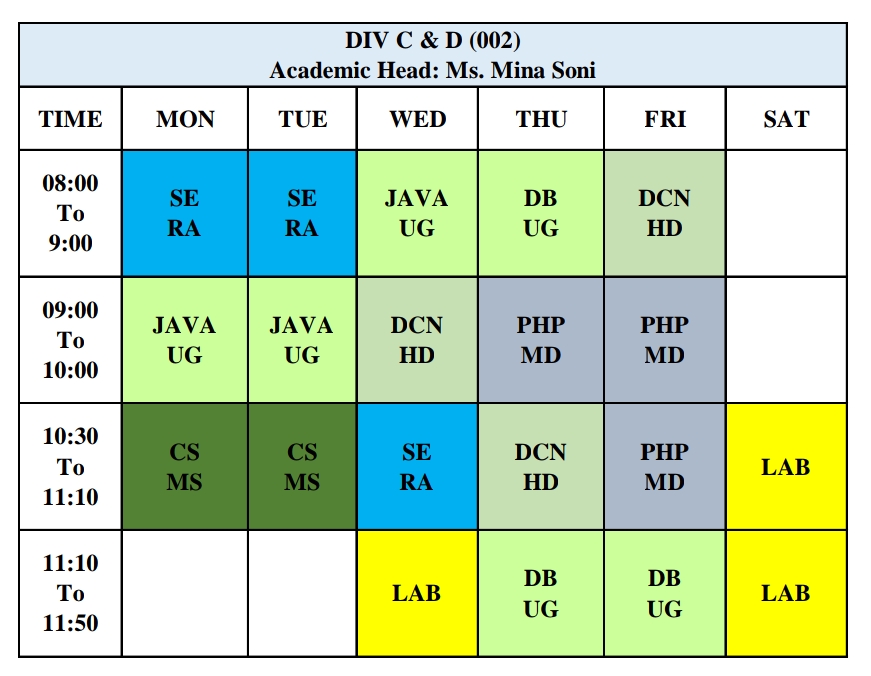 DIV C & D (002)
Academic Head: Ms. Mina Soni
TIME MON TUE WED THU FRI SAT
08:00
To
9:00
SE
RA
SE
RA
JAVA
UG
DB
UG
DCN
HD
09:00
To
10:00
JAVA
UG
JAVA
UG
DCN
HD
PHP
MD
PHP
MD
10:30
To
11:10
CS
MS
CS
MS
SE
RA
DCN
HD
PHP
MD
LAB
11:10
To
11:50
LAB
DB
UG
DB
UG
LAB